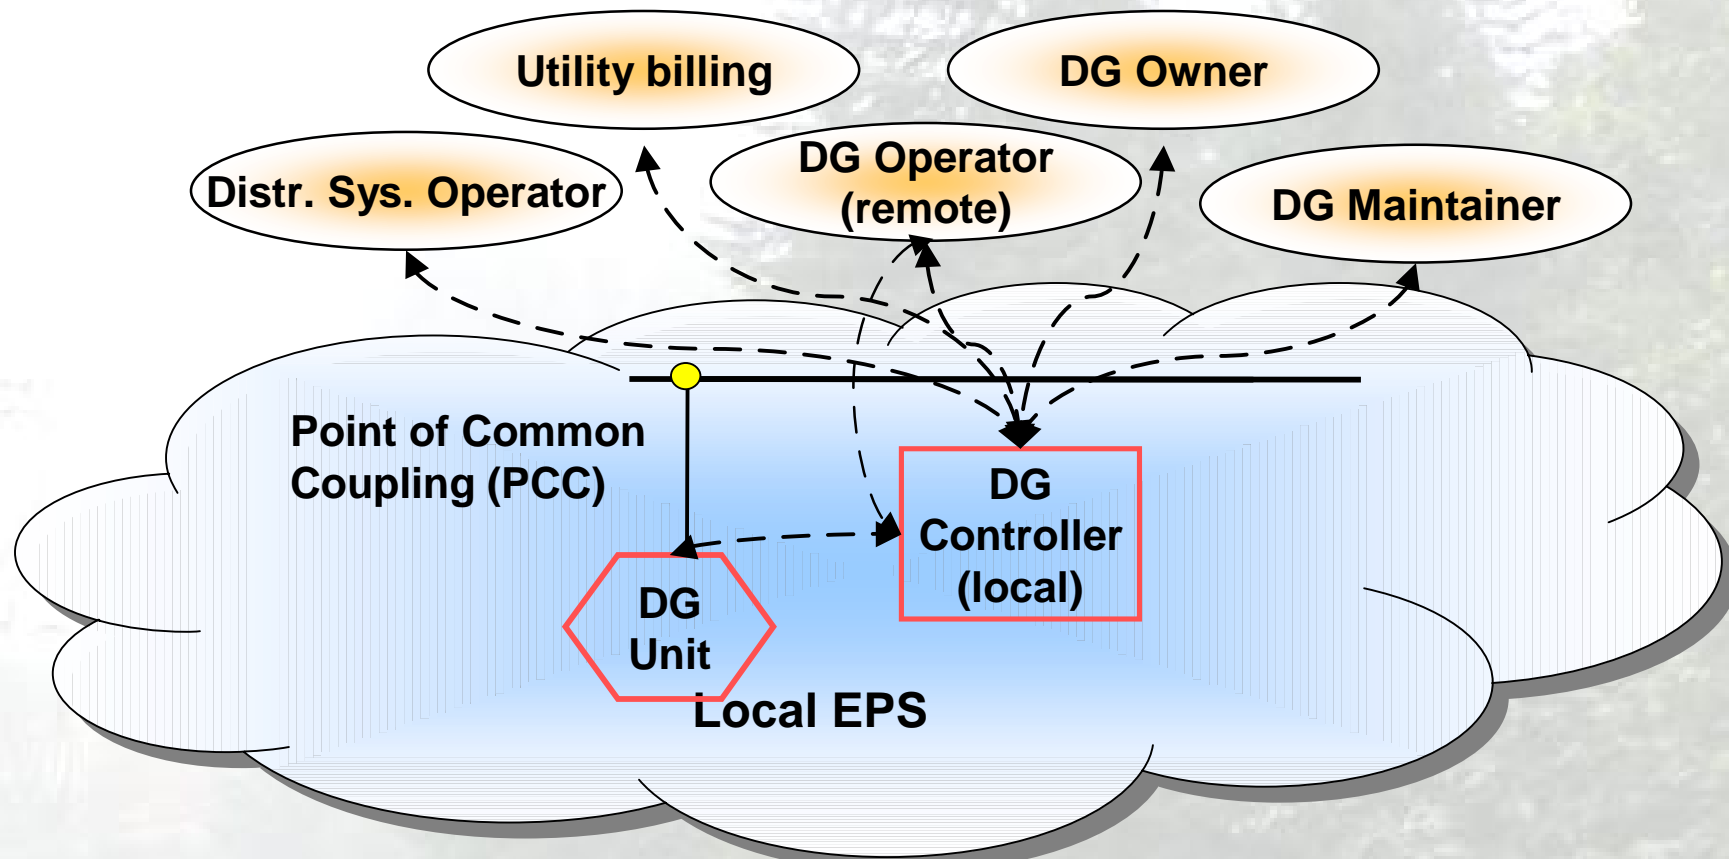 Utility billing
DG Owner
DG Operator
(remote)
Distr. Sys. Operator
DG Maintainer
Point of Common
Coupling (PCC)
DG
Controller
(local)
DG
Unit
Local EPS